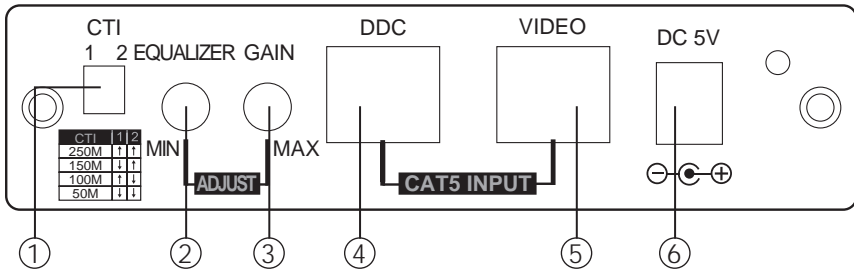 CTI
1 2 EQUALIZER GAIN
DDC
VIDEO
DC 5V
CTI 1 2
250M ↑ ↑
150M ↓ ↑
100M ↑ ↓
50M ↓ ↓
MIN
MAX
ADJUST
CAT5 INPUT
1 2 3 4 5 6